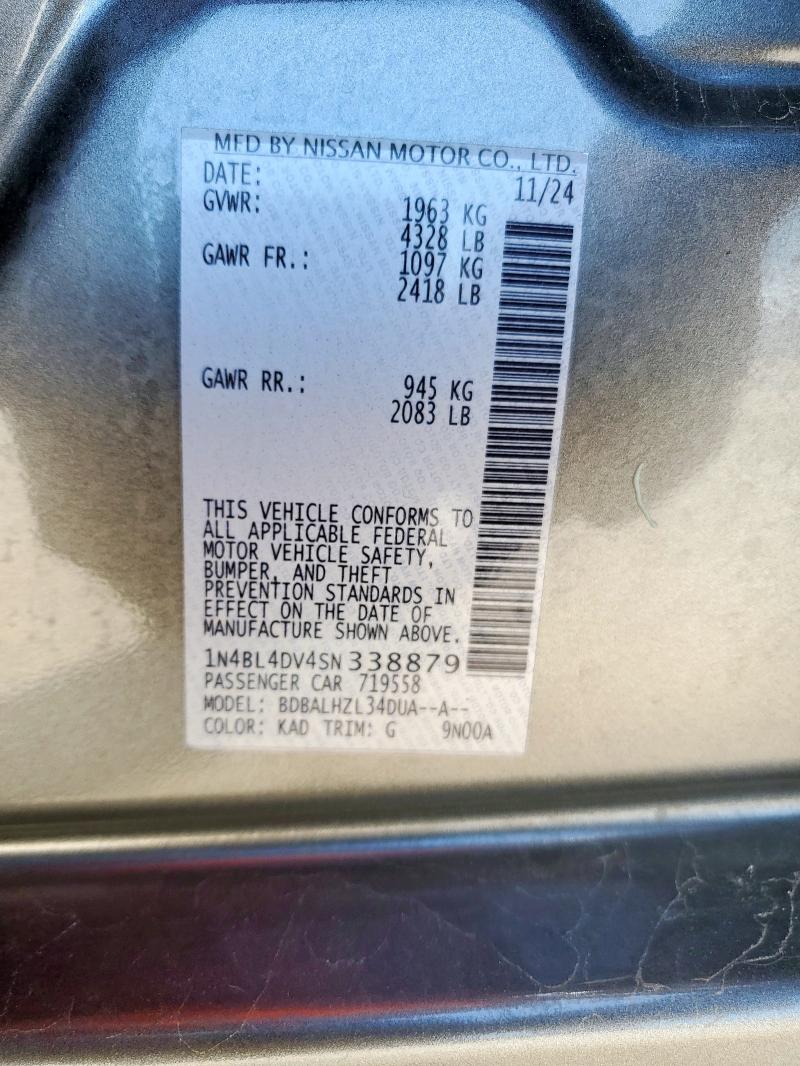 MFD BY NISSAN MOTOR CO., LTD.
DATE: 11/24
GVWR: 1963 KG
4328 LB
GAWR FR.: 1097 KG
2418 LB
GAWR RR.: 945 KG
2083 LB
THIS VEHICLE CONFORMS TO
ALL APPLICABLE FEDERAL
MOTOR VEHICLE SAFETY,
BUMPER, AND THEFT
PREVENTION STANDARDS IN
EFFECT ON THE DATE OF
MANUFACTURE SHOWN ABOVE.
1N4BL4DV4SN338879
PASSENGER CAR 719558
MODEL: BDBALHZL34DUA--A--
COLOR: KAD TRIM: G 9N00A